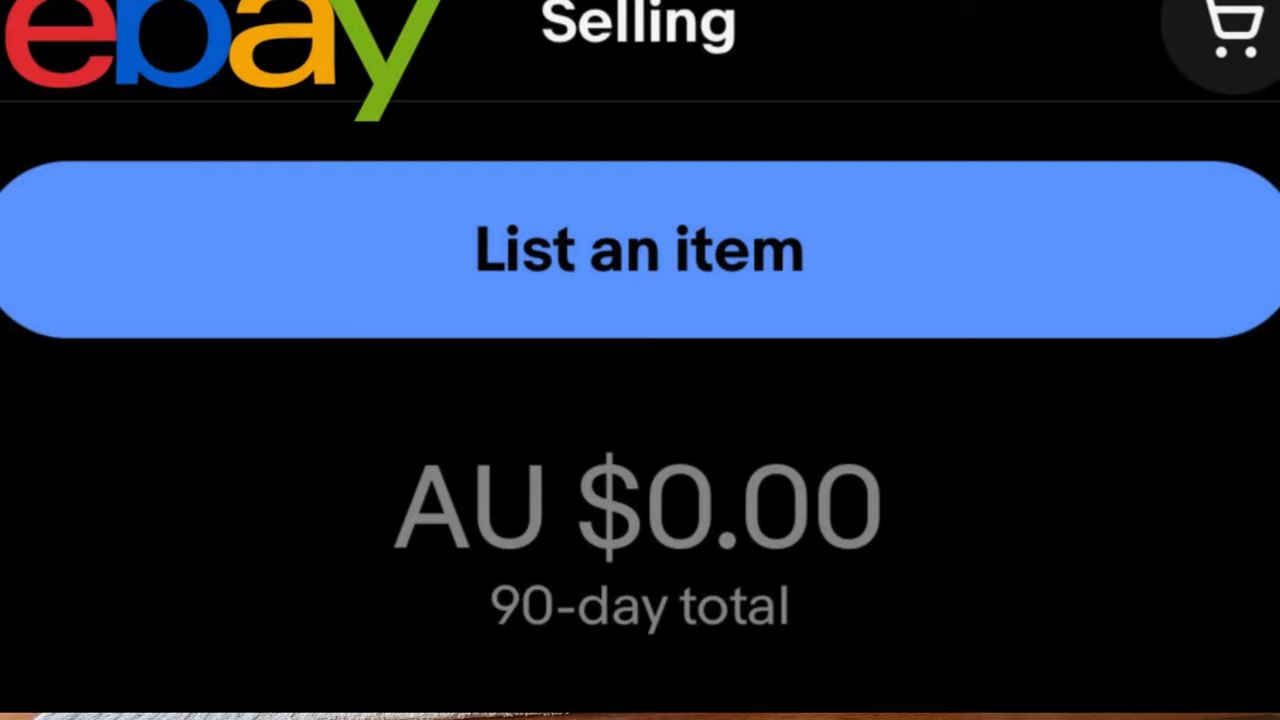 ebay
Selling
List an item
AU $0.00
90-day total